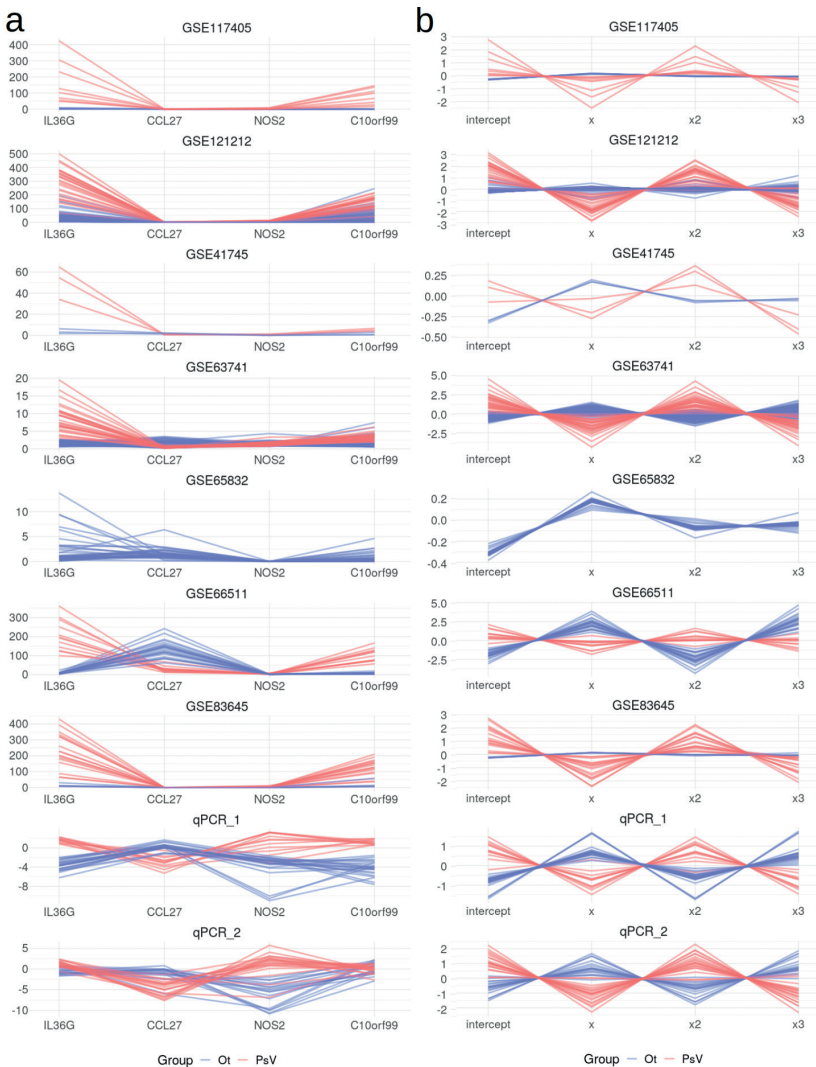 a
GSE117405
400
300
200
100
0
IL36G CCL27 NOS2 C10orf99
GSE121212
500
400
300
200
100
0
IL36G CCL27 NOS2 C10orf99
GSE41745
60
40
20
0
IL36G CCL27 NOS2 C10orf99
GSE63741
20
15
10
5
0
IL36G CCL27 NOS2 C10orf99
GSE65832
10
5
0
IL36G CCL27 NOS2 C10orf99
GSE66511
300
200
100
0
IL36G CCL27 NOS2 C10orf99
GSE83645
400
300
200
100
0
IL36G CCL27 NOS2 C10orf99
qPCR_1
0
-4
-8
IL36G CCL27 NOS2 C10orf99
qPCR_2
5
0
-5
-10
IL36G CCL27 NOS2 C10orf99
Group Ot PsV
b
GSE117405
3
2
1
0
-1
-2
intercept x x2 x3
GSE121212
3
2
1
0
-1
-2
-3
intercept x x2 x3
GSE41745
0.25
0.00
-0.25
-0.50
intercept x x2 x3
GSE63741
5.0
2.5
0.0
-2.5
intercept x x2 x3
GSE65832
0.2
0.0
-0.2
-0.4
intercept x x2 x3
GSE66511
5.0
2.5
0.0
-2.5
intercept x x2 x3
GSE83645
3
2
1
0
-1
-2
intercept x x2 x3
qPCR_1
1
0
-1
intercept x x2 x3
qPCR_2
2
1
0
-1
-2
intercept x x2 x3
Group Ot PsV